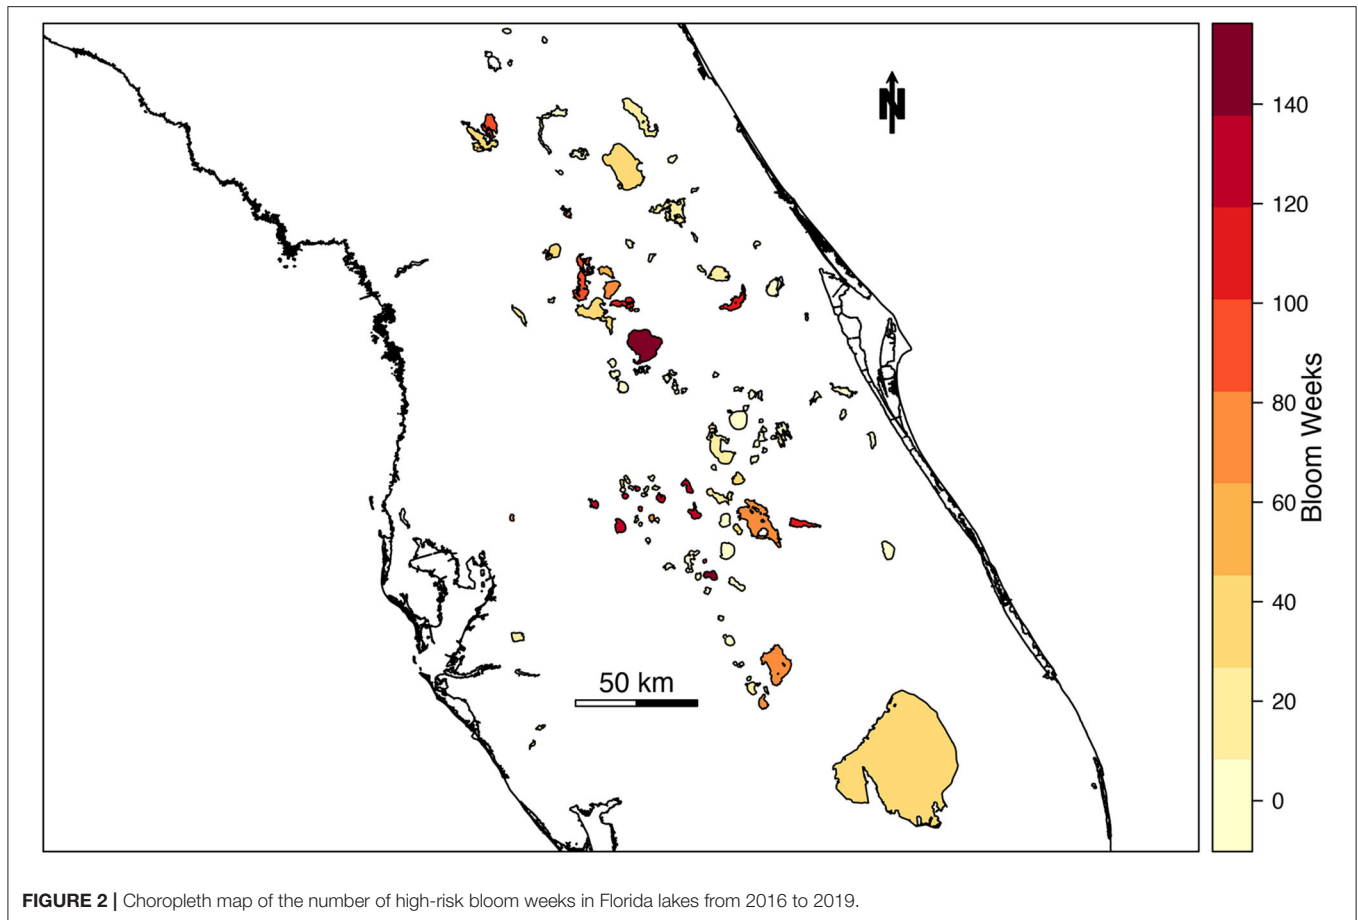 N
140
120
100
80
60
40
20
0
Bloom Weeks
50 km
FIGURE 2 | Choropleth map of the number of high-risk bloom weeks in Florida lakes from 2016 to 2019.